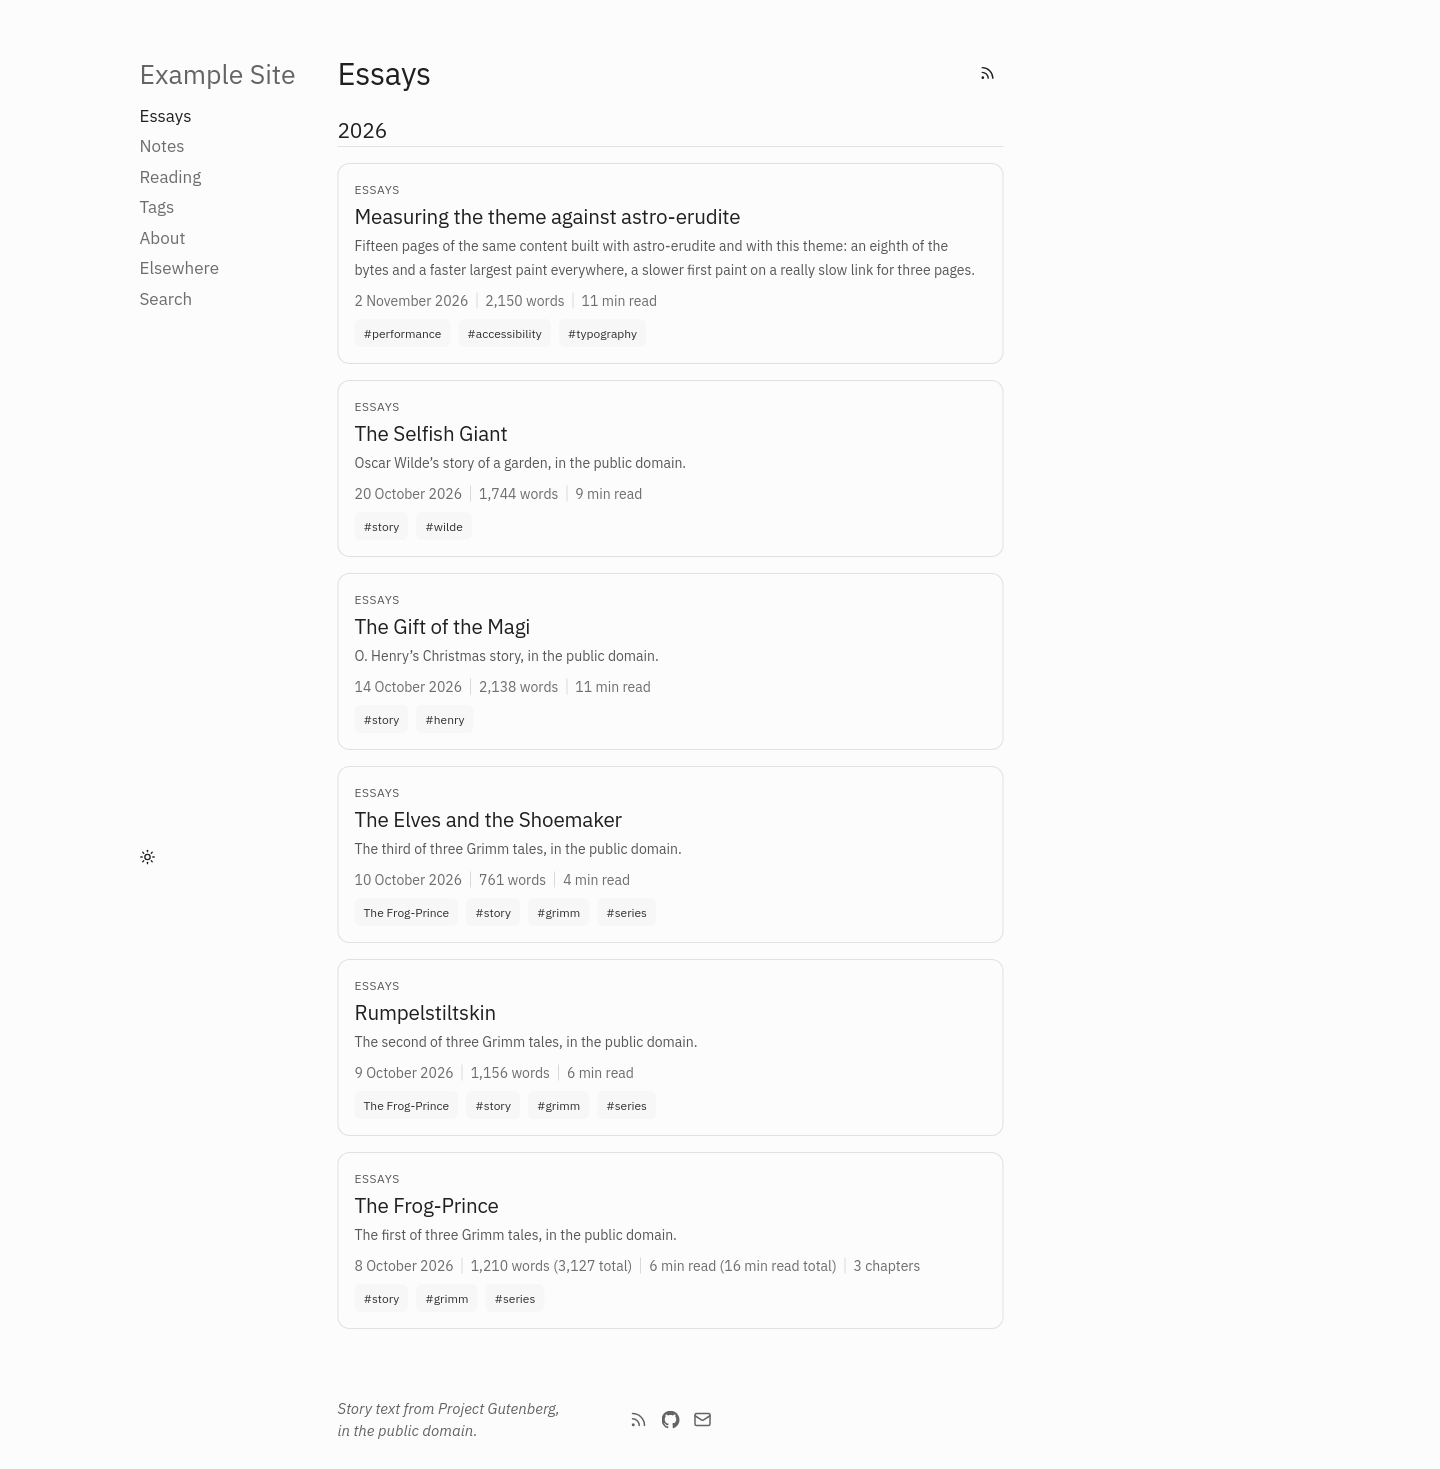 Example Site
Essays
Notes
Reading
Tags
About
Elsewhere
Search
Essays
2026
ESSAYS
Measuring the theme against astro-erudite
Fifteen pages of the same content built with astro-erudite and with this theme: an eighth of the
bytes and a faster largest paint everywhere, a slower first paint on a really slow link for three pages.
2 November 2026 2,150 words 11 min read
#performance #accessibility #typography
ESSAYS
The Selfish Giant
Oscar Wilde’s story of a garden, in the public domain.
20 October 2026 1,744 words 9 min read
#story #wilde
ESSAYS
The Gift of the Magi
O. Henry’s Christmas story, in the public domain.
14 October 2026 2,138 words 11 min read
#story #henry
ESSAYS
The Elves and the Shoemaker
The third of three Grimm tales, in the public domain.
10 October 2026 761 words 4 min read
The Frog-Prince #story #grimm #series
ESSAYS
Rumpelstiltskin
The second of three Grimm tales, in the public domain.
9 October 2026 1,156 words 6 min read
The Frog-Prince #story #grimm #series
ESSAYS
The Frog-Prince
The first of three Grimm tales, in the public domain.
8 October 2026 1,210 words (3,127 total) 6 min read (16 min read total) 3 chapters
#story #grimm #series
Story text from Project Gutenberg,
in the public domain.